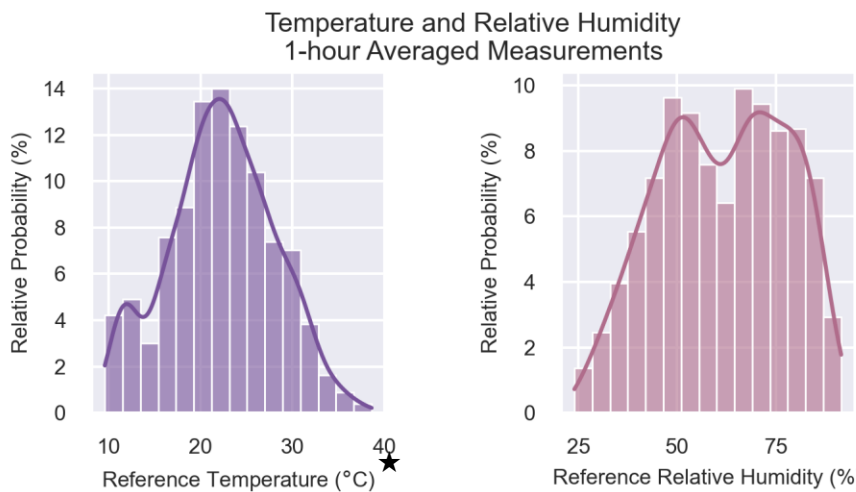 Temperature and Relative Humidity
1-hour Averaged Measurements
Relative Probability (%)
14
12
10
8
6
4
2
0
10 20 30 40
Reference Temperature (°C)
Relative Probability (%)
10
8
6
4
2
0
25 50 75
Reference Relative Humidity (%